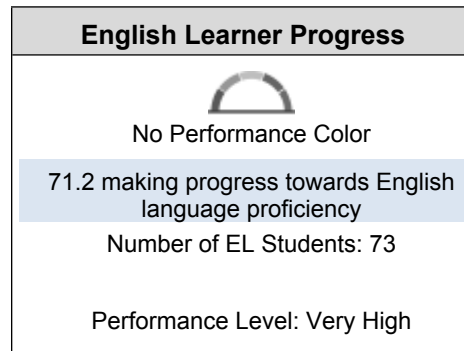 English Learner Progress
No Performance Color
71.2 making progress towards English
language proficiency
Number of EL Students: 73
Performance Level: Very High